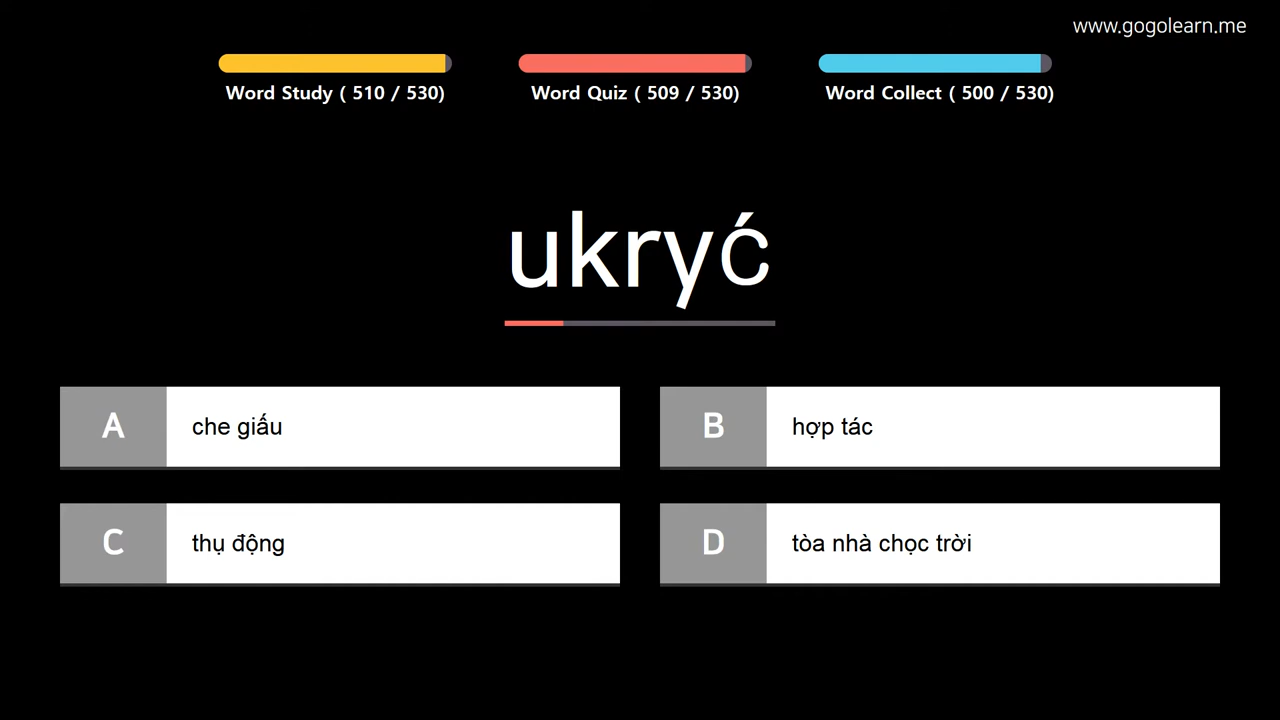 www.gogolearn.me
Word Study ( 510 / 530)
Word Quiz ( 509 / 530)
Word Collect ( 500 / 530)
ukryć
A che giấu
B hợp tác
C thụ động
D tòa nhà chọc trời